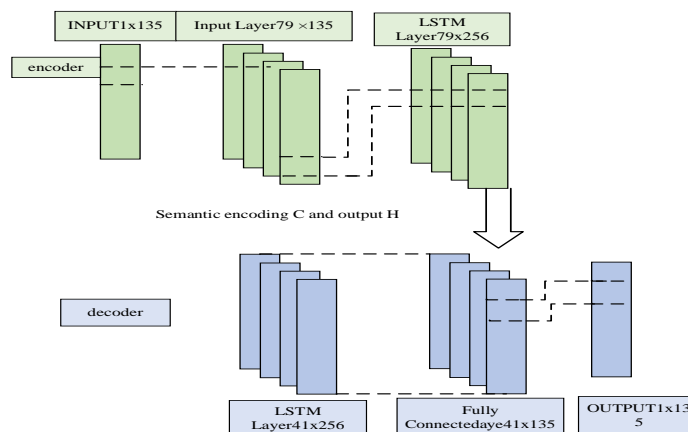 INPUT1x135
Input Layer79 ×135
LSTM
Layer79x256
encoder
Semantic encoding C and output H
decoder
LSTM
Layer41x256
Fully
Connectedaye41x135
OUTPUT1x13
5